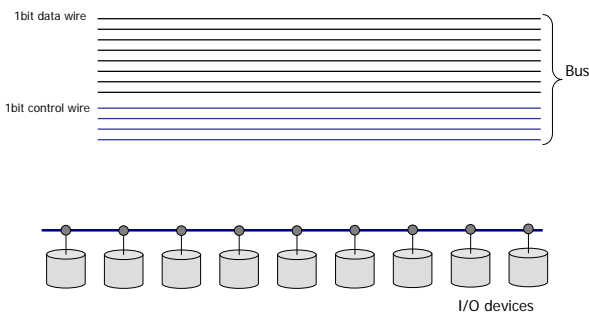 1bit data wire
Bus
1bit control wire
I/O devices